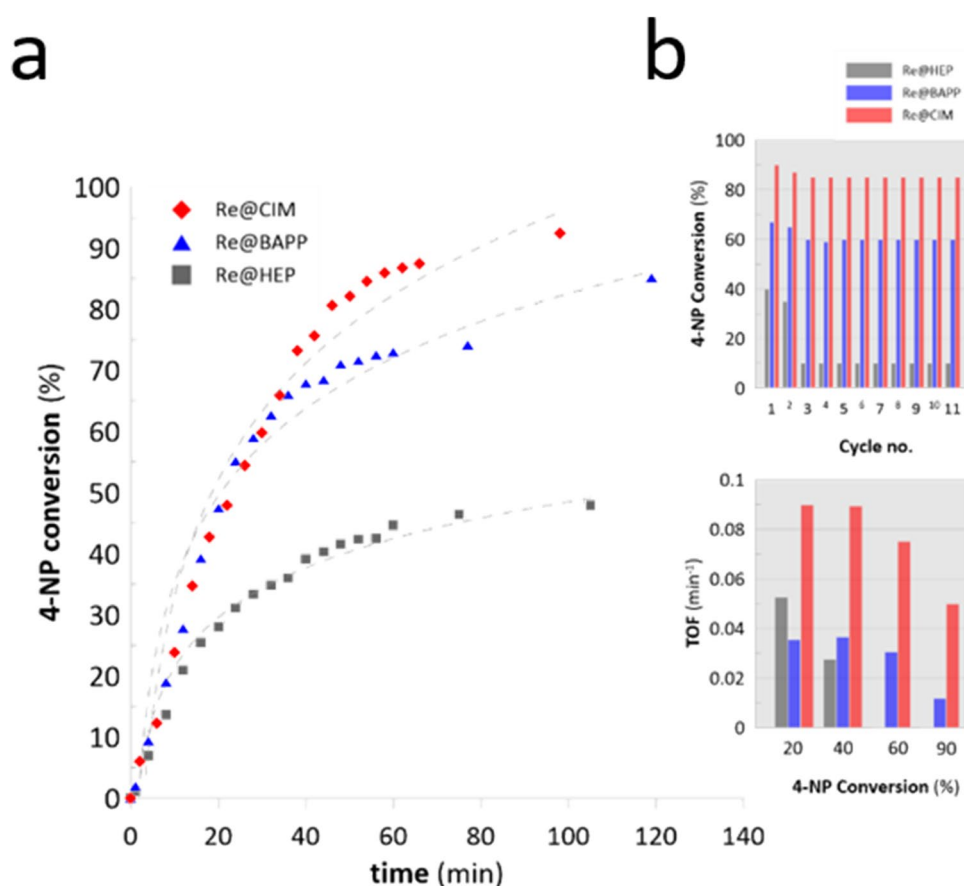 a
b
Re@HEP
Re@BAPP
Re@CIM
100
90
80
70
60
50
40
30
20
10
0
4-NP conversion (%)
Re@CIM
Re@BAPP
Re@HEP
0 20 40 60 80 100 120 140
time (min)
100
80
60
40
20
0
4-NP Conversion (%)
1 2 3 4 5 6 7 8 9 10 11
Cycle no.
0.1
0.08
0.06
0.04
0.02
0
TOF (min⁻¹)
20 40 60 90
4-NP Conversion (%)